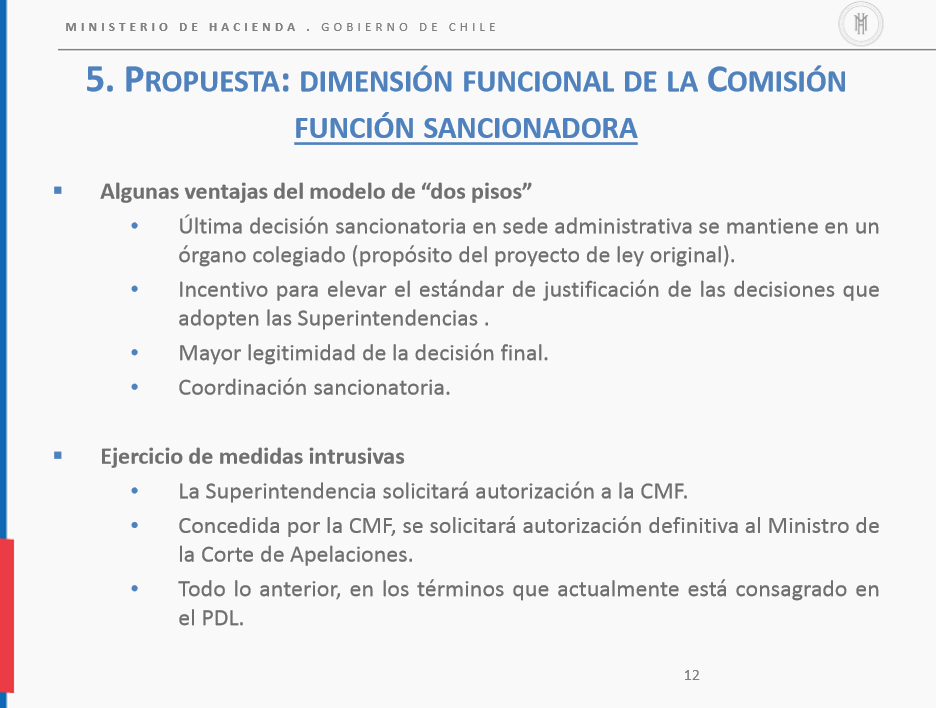 MINISTERIO DE HACIENDA . GOBIERNO DE CHILE
5. PROPUESTA: DIMENSIÓN FUNCIONAL DE LA COMISIÓN
FUNCIÓN SANCIONADORA
▪ Algunas ventajas del modelo de “dos pisos”
• Última decisión sancionatoria en sede administrativa se mantiene en un
órgano colegiado (propósito del proyecto de ley original).
• Incentivo para elevar el estándar de justificación de las decisiones que
adopten las Superintendencias .
• Mayor legitimidad de la decisión final.
• Coordinación sancionatoria.
▪ Ejercicio de medidas intrusivas
• La Superintendencia solicitará autorización a la CMF.
• Concedida por la CMF, se solicitará autorización definitiva al Ministro de
la Corte de Apelaciones.
• Todo lo anterior, en los términos que actualmente está consagrado en
el PDL.
12